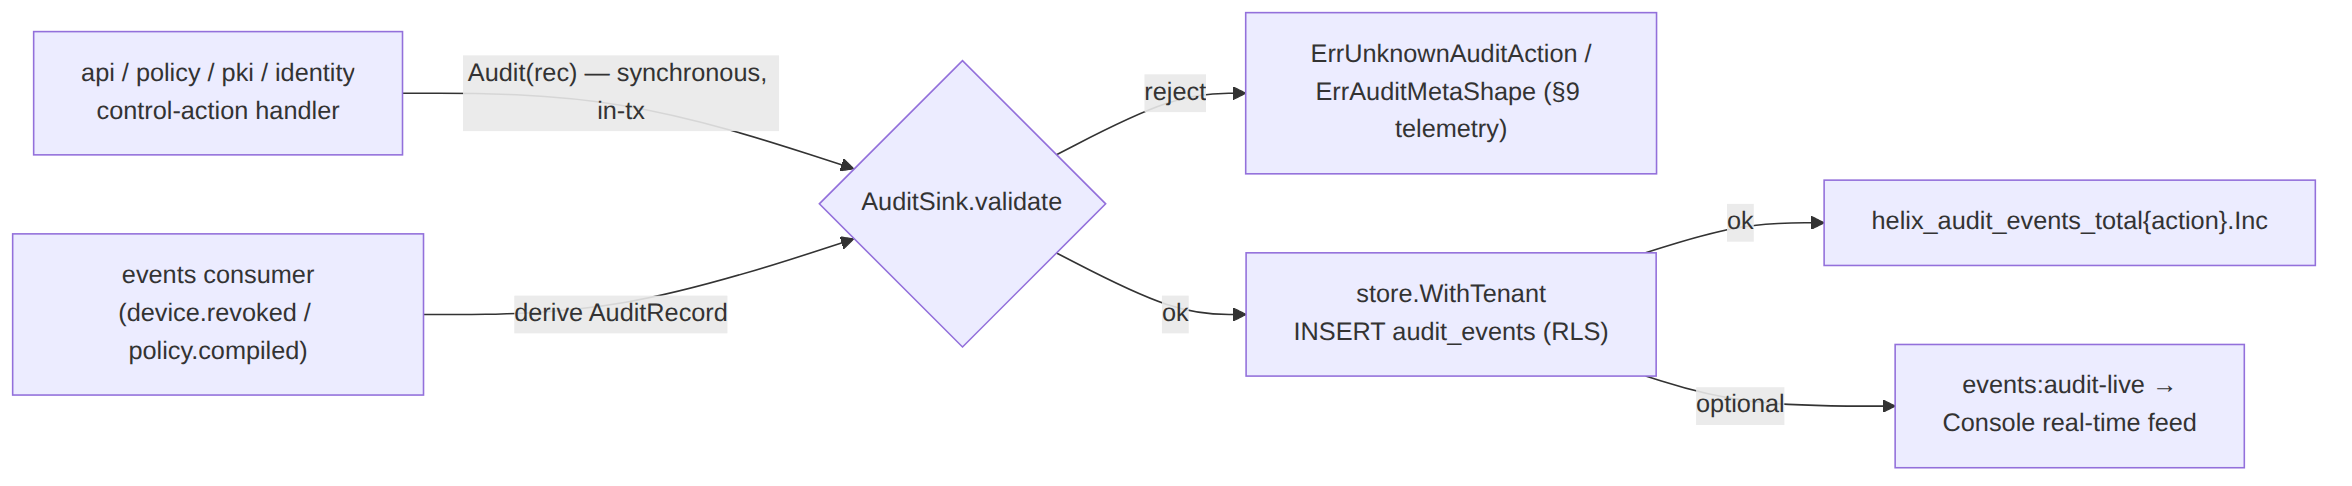 api / policy / pki / identity
control-action handler
Audit(rec) — synchronous,
in-tx
events consumer
(device.revoked /
policy.compiled)
derive AuditRecord
AuditSink.validate
reject
ErrUnknownAuditAction /
ErrAuditMetaShape (§9
telemetry)
ok
store.WithTenant
INSERT audit_events (RLS)
ok
helix_audit_events_total{action}.Inc
optional
events:audit-live →
Console real-time feed